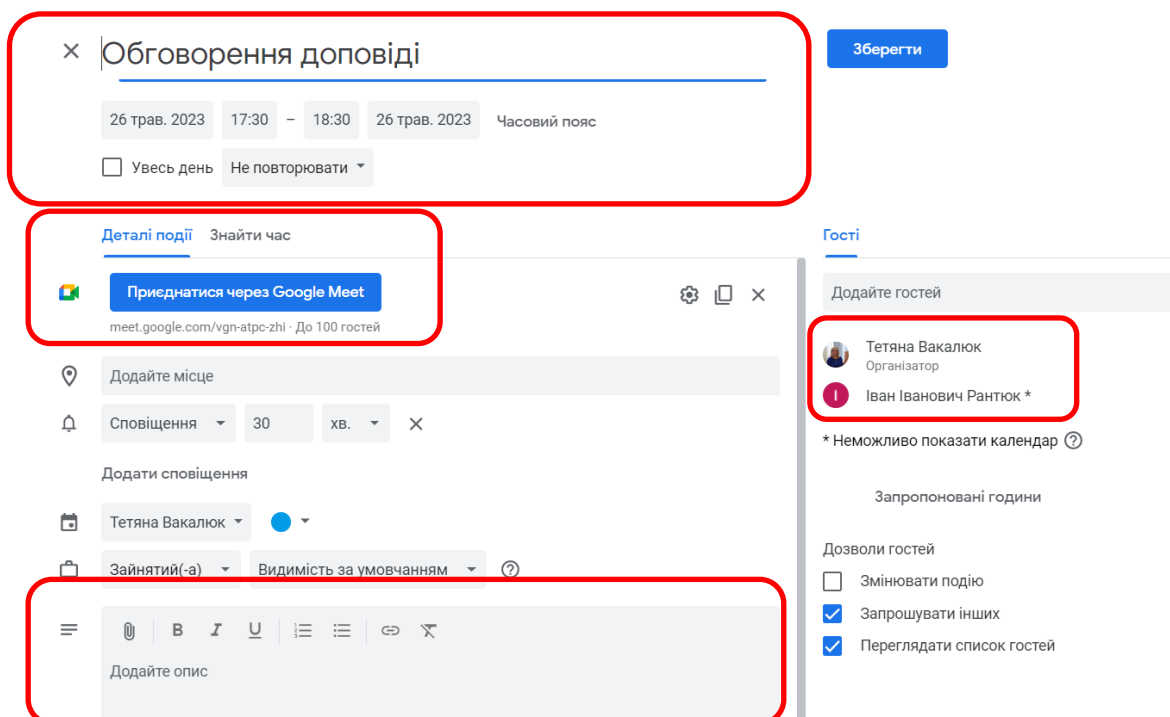 Обговорення доповіді
Зберегти
26 трав. 2023 17:30 – 18:30 26 трав. 2023 Часовий пояс
Увесь день Не повторювати
Деталі події Знайти час
Приєднатися через Google Meet
meet.google.com/vgn-atpc-zhi · До 100 гостей
Додайте місце
Сповіщення 30 хв.
Додати сповіщення
Тетяна Вакалюк
Зайнятий(-а) Видимість за умовчанням
B I U
Додайте опис
Гості
Додайте гостей
Тетяна Вакалюк
Організатор
І Іван Іванович Рантюк *
* Неможливо показати календар
Запропоновані години
Дозволи гостей
Змінювати подію
Запрошувати інших
Переглядати список гостей